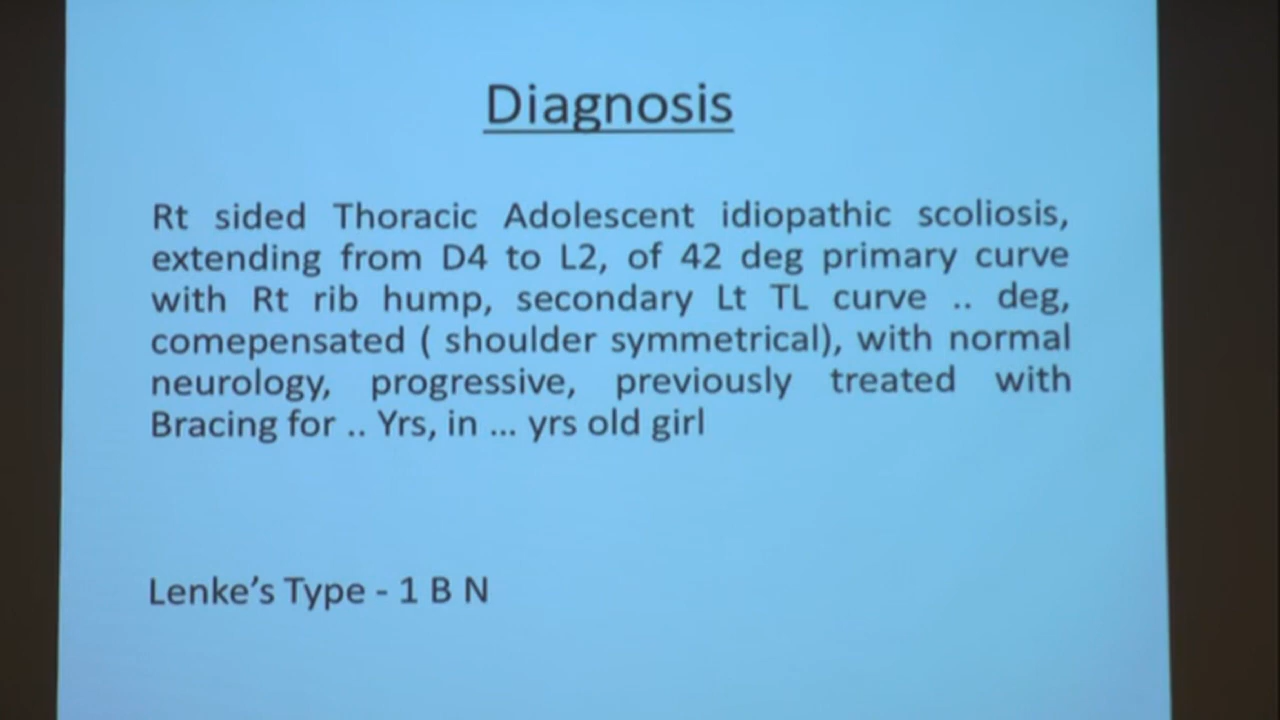 Diagnosis
Rt sided Thoracic Adolescent idiopathic scoliosis,
extending from D4 to L2, of 42 deg primary curve
with Rt rib hump, secondary Lt TL curve .. deg,
comepensated ( shoulder symmetrical), with normal
neurology, progressive, previously treated with
Bracing for .. Yrs, in ... yrs old girl
Lenke’s Type - 1 B N